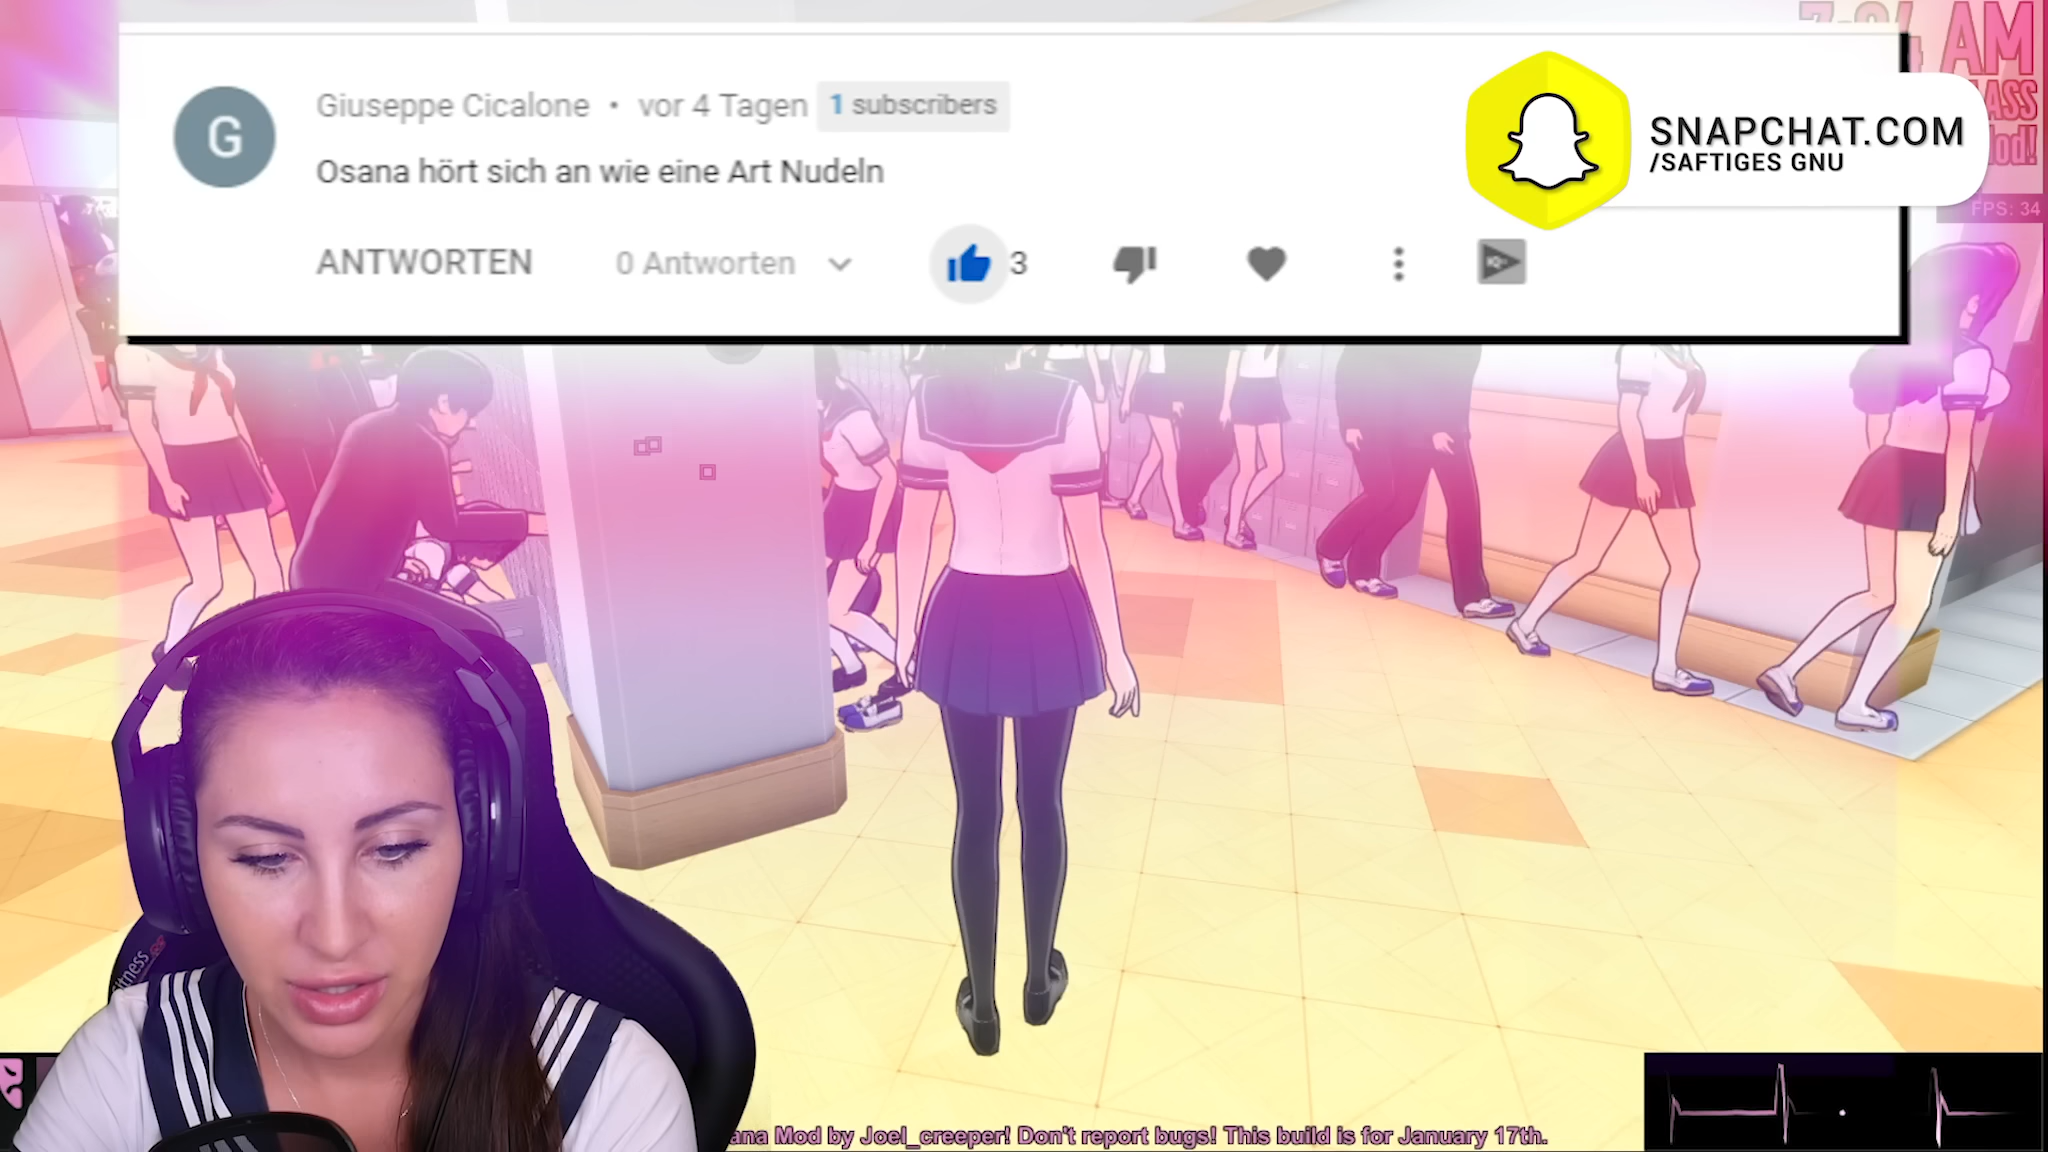 Giuseppe Cicalone • vor 4 Tagen 1 subscribers
Osana hört sich an wie eine Art Nudeln
ANTWORTEN 0 Antworten 3
SNAPCHAT.COM
/SAFTIGES GNU
AM
FPS: 34
Mod by Joel_creeper! Don't report bugs! This build is for January 17th.